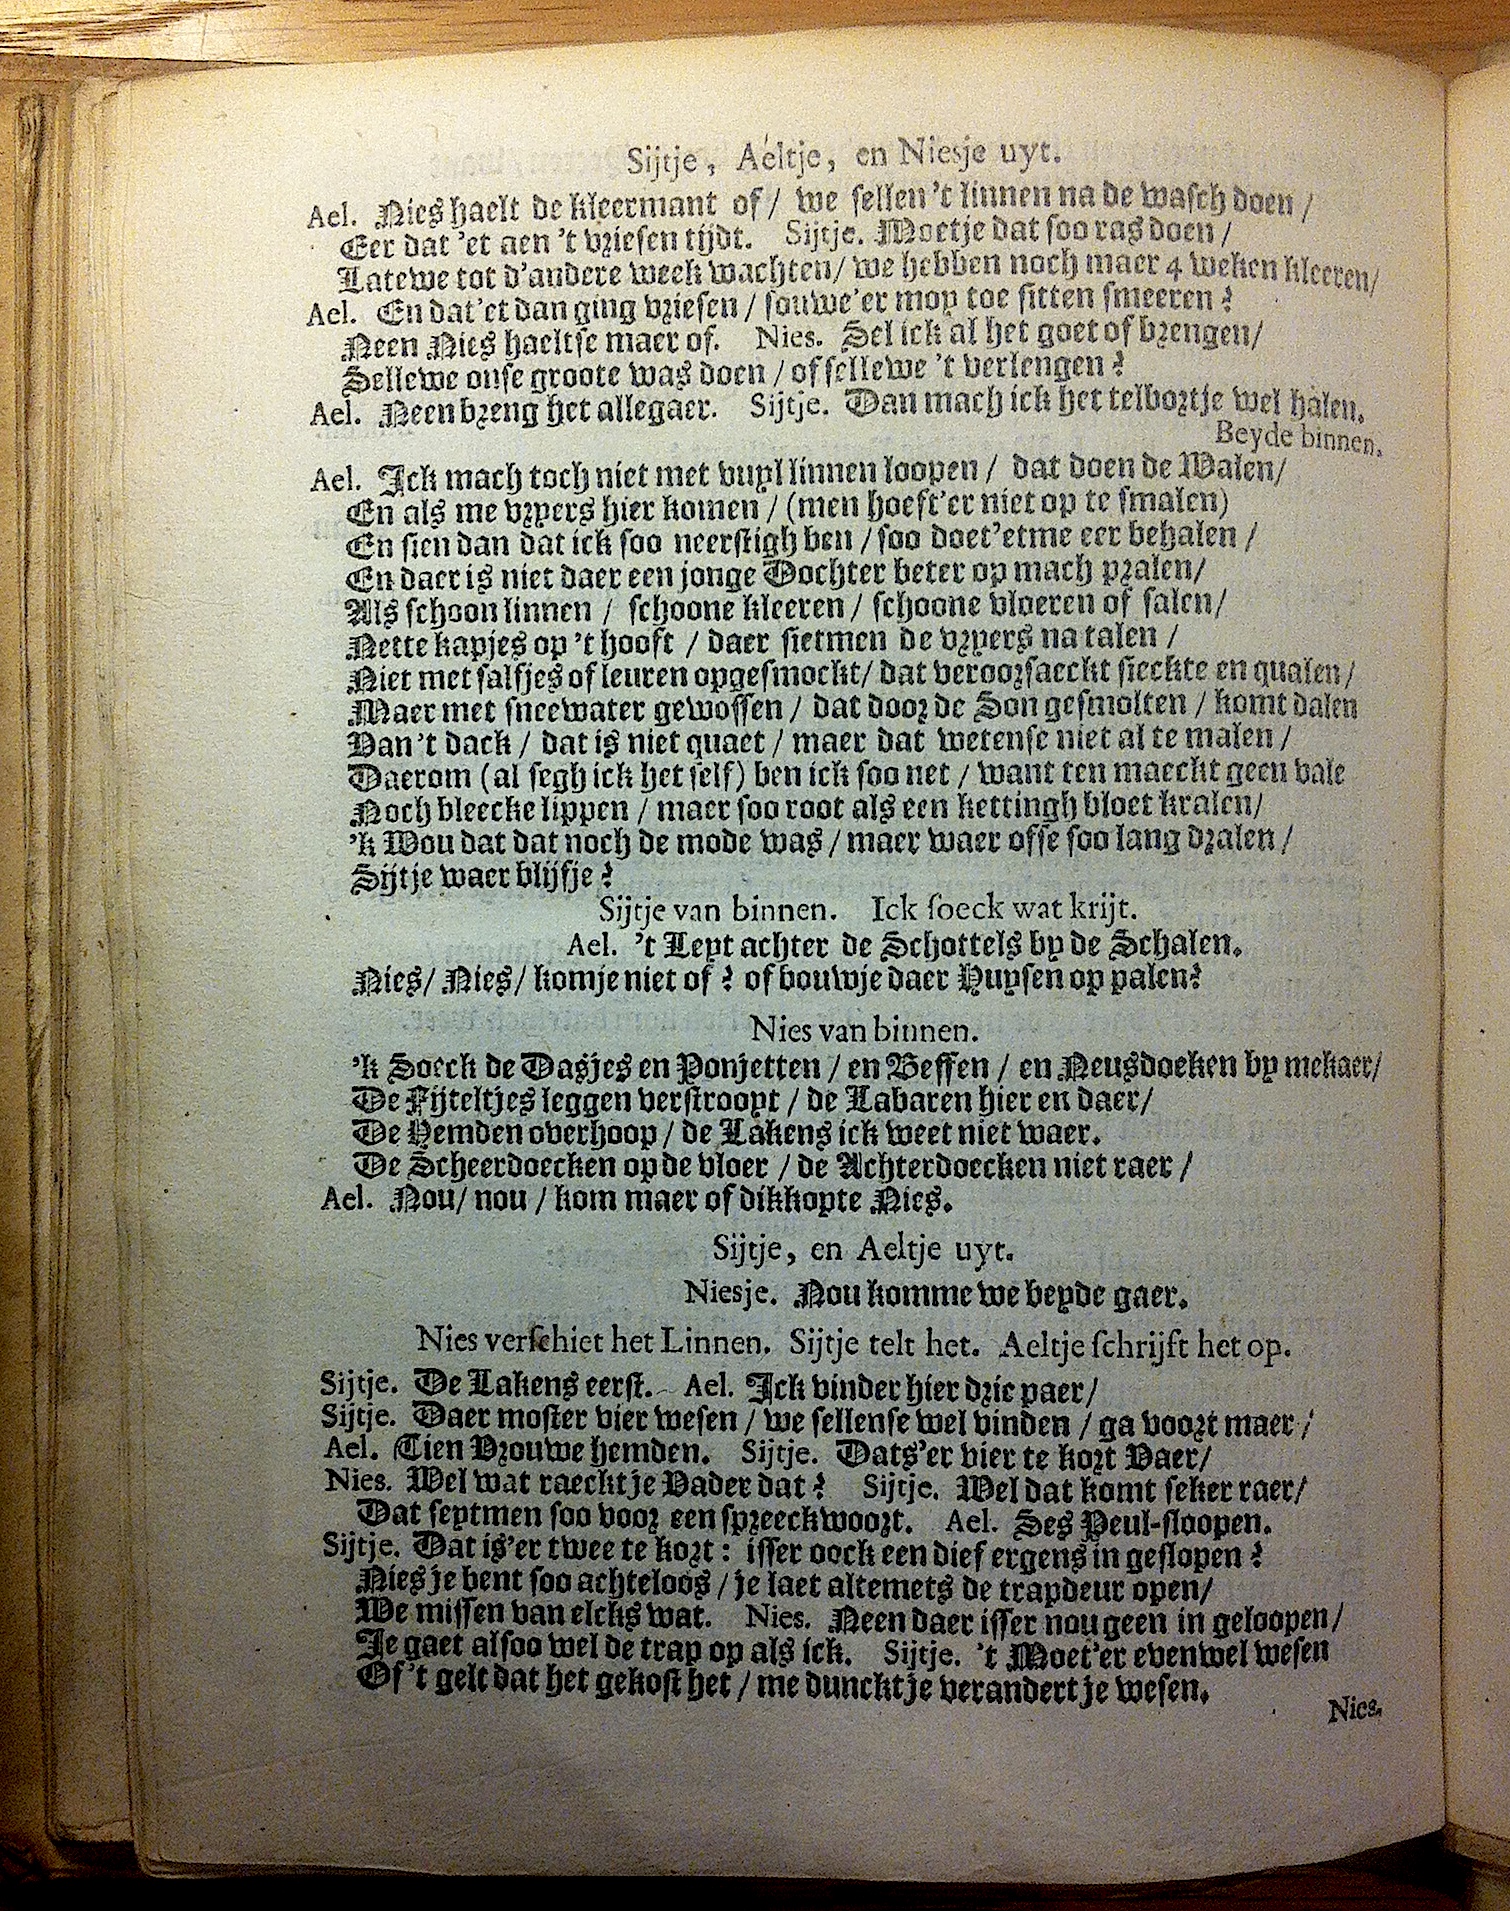 Sijtje, Aeltje, en Niesje uyt.
Ael. Nies haelt de kleermant of / we sellen 't linnen na de wasch doen /
Eer dat 'et aen 't vriesen tijdt. Sijtje. Moetje dat soo ras doen /
Latewe tot d'andere week wachten / we hebben noch maer 4 weken kleeren /
Ael. En dat'et dan ging vriesen / souwe'er moy toe sitten smeeren?
Neen Nies haeltse maer of. Nies. Sel ick al het goet of brengen /
Sellewe onse groote was doen / of sellewe 't verlengen?
Ael. Neen breng het allegaer. Sijtje. Dan mach ick het telbortje wel halen.
Beyde binnen.
Ael. Ick mach toch niet met vuyl linnen loopen / dat doen de Walen /
En als me vryers hier komen / (men hoeft'er niet op te smalen)
En sien dan dat ick soo neerstigh ben / soo doet'etme eer behalen /
En daer is niet daer een jonge Dochter beter op mach pralen /
Als schoon linnen / schoone kleeren / schoone vloeren of salen /
Nette kapjes op 't hooft / daer sietmen de vryers na talen /
Niet met salfjes of leuren opgesmockt / dat veroorsaeckt sieckte en qualen /
Maer met sneewater gewossen / dat door de Son gesmolten / komt dalen
Van 't dack / dat is niet quaet / maer dat wetense niet al te malen /
Daerom (al segh ick het self) ben ick soo net / want ten maeckt geen vale
Noch bleecke lippen / maer soo root als een kettingh bloet kralen /
'k Wou dat dat noch de mode was / maer waer ofse soo lang dralen /
Sijtje waer blijfje?
Sijtje van binnen. Ick soeck wat krijt.
Ael. 't Leyt achter de Schottels by de Schalen.
Nies / Nies / komje niet of? of bouwje daer Huysen op palen?
Nies van binnen.
'k Soeck de Dasjes en Ponjetten / en Beffen / en Neusdoeken by mekaer /
De Fijteltjes leggen verstroopt / de Labaren hier en daer /
De Hemden overhoop / de Lakens ick weet niet waer.
De Scheerdoecken op de vloer / de Achterdoecken niet raer /
Ael. Nou / nou / kom maer of dikkopte Nies.
Sijtje, en Aeltje uyt.
Niesje. Nou komme we beyde gaer.
Nies verschiet het Linnen. Sijtje telt het. Aeltje schrijft het op.
Sijtje. De Lakens eerst. Ael. Ick vinder hier drie paer /
Sijtje. Daer moster vier wesen / we sellense wel vinden / ga voort maer /
Ael. Tien Vrouwe hemden. Sijtje. Dats'er vier te kort Vaer /
Nies. Wel wat raecktje Vader dat? Sijtje. Wel dat komt seker raer /
Dat seytmen soo voor een spreeckwoort. Ael. Ses Peul-sloopen.
Sijtje. Dat is'er twee te kort: isser oock een dief ergens in geslopen?
Nies je bent soo achteloos / je laet altemets de trapdeur open /
We missen van elcks wat. Nies. Neen daer isser nou geen in geloopen /
Je gaet alsoo wel de trap op als ick. Sijtje. 't Moet'er evenwel wesen
Of 't gelt dat het gekost het / me duncktje verandert je wesen.
Nies.